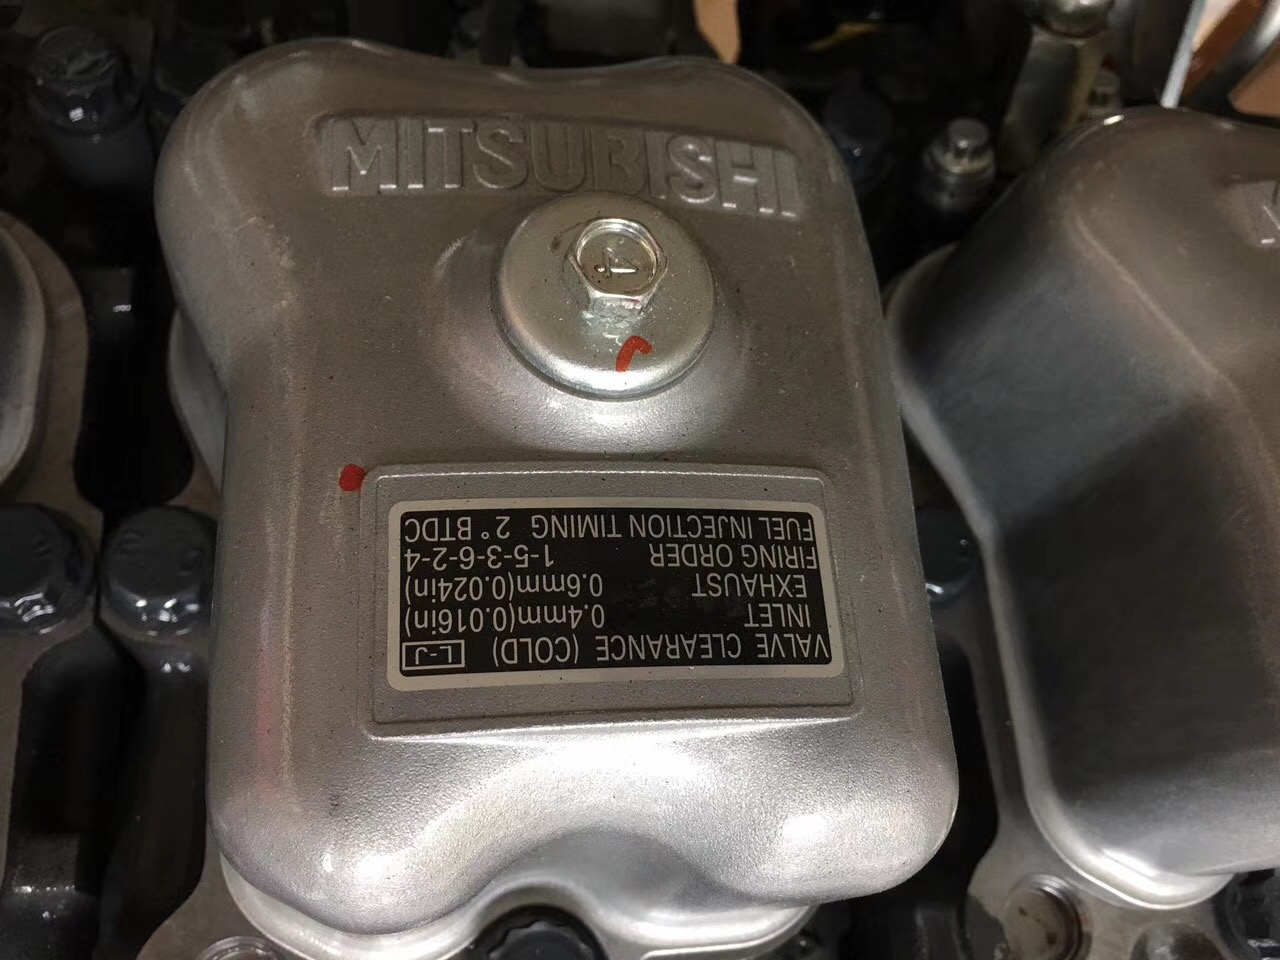 MITSUBISHI
4
VALVE CLEARANCE (COLD) L-J
INLET 0.4mm(0.016in)
EXHAUST 0.6mm(0.024in)
FIRING ORDER 1-5-3-6-2-4
FUEL INJECTION TIMING 2° BTDC